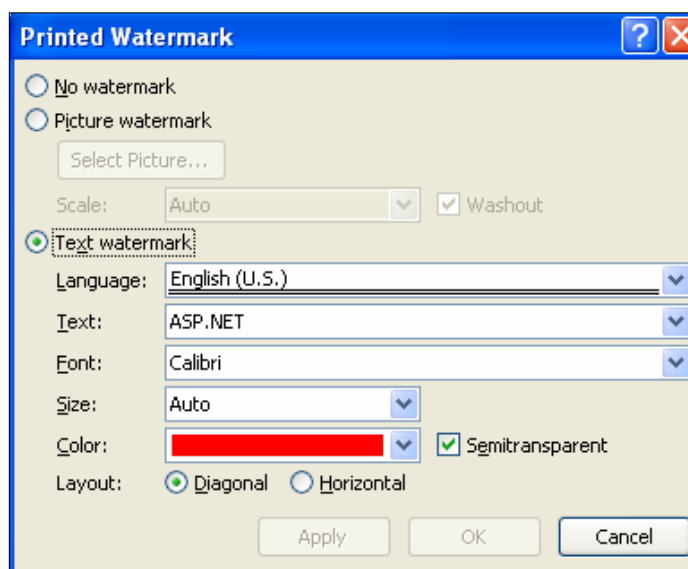 Printed Watermark
No watermark
Picture watermark
Select Picture...
Scale: Auto Washout
Text watermark
Language: English (U.S.)
Text: ASP.NET
Font: Calibri
Size: Auto
Color: Semitransparent
Layout: Diagonal Horizontal
Apply OK Cancel